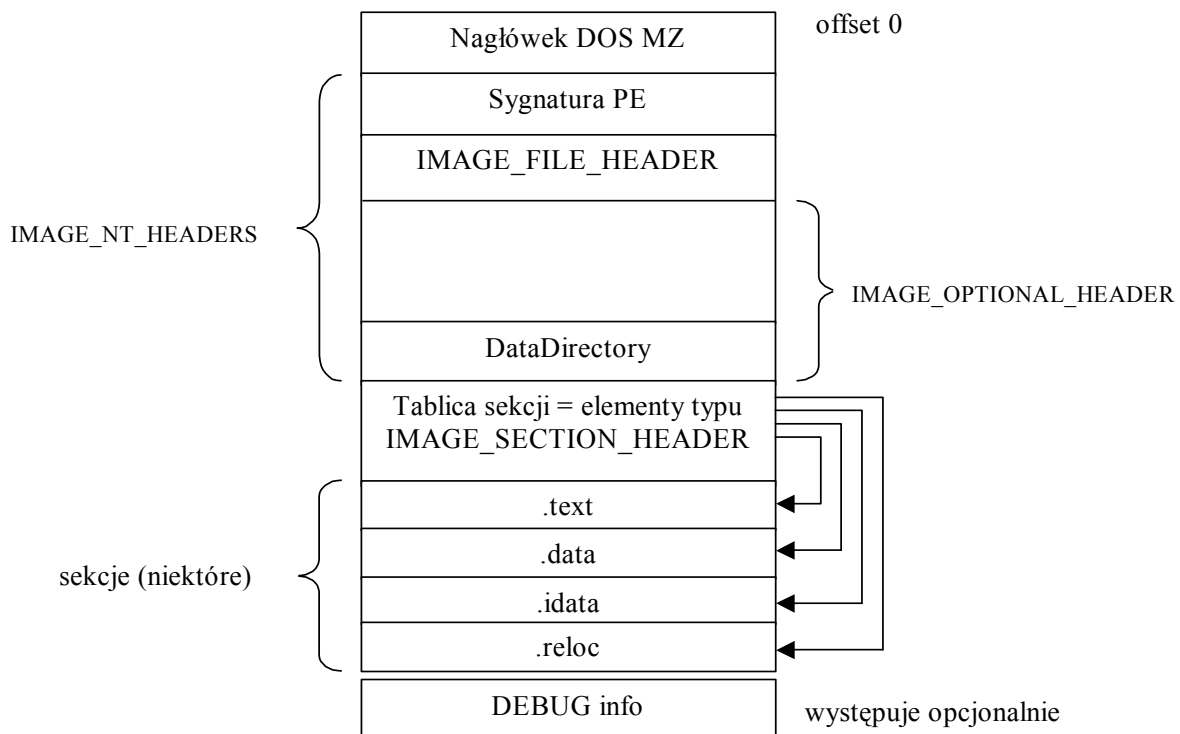 Nagłówek DOS MZ
offset 0
Sygnatura PE
IMAGE_FILE_HEADER
IMAGE_NT_HEADERS
IMAGE_OPTIONAL_HEADER
DataDirectory
Tablica sekcji = elementy typu
IMAGE_SECTION_HEADER
.text
.data
sekcje (niektóre)
.idata
.reloc
DEBUG info
występuje opcjonalnie